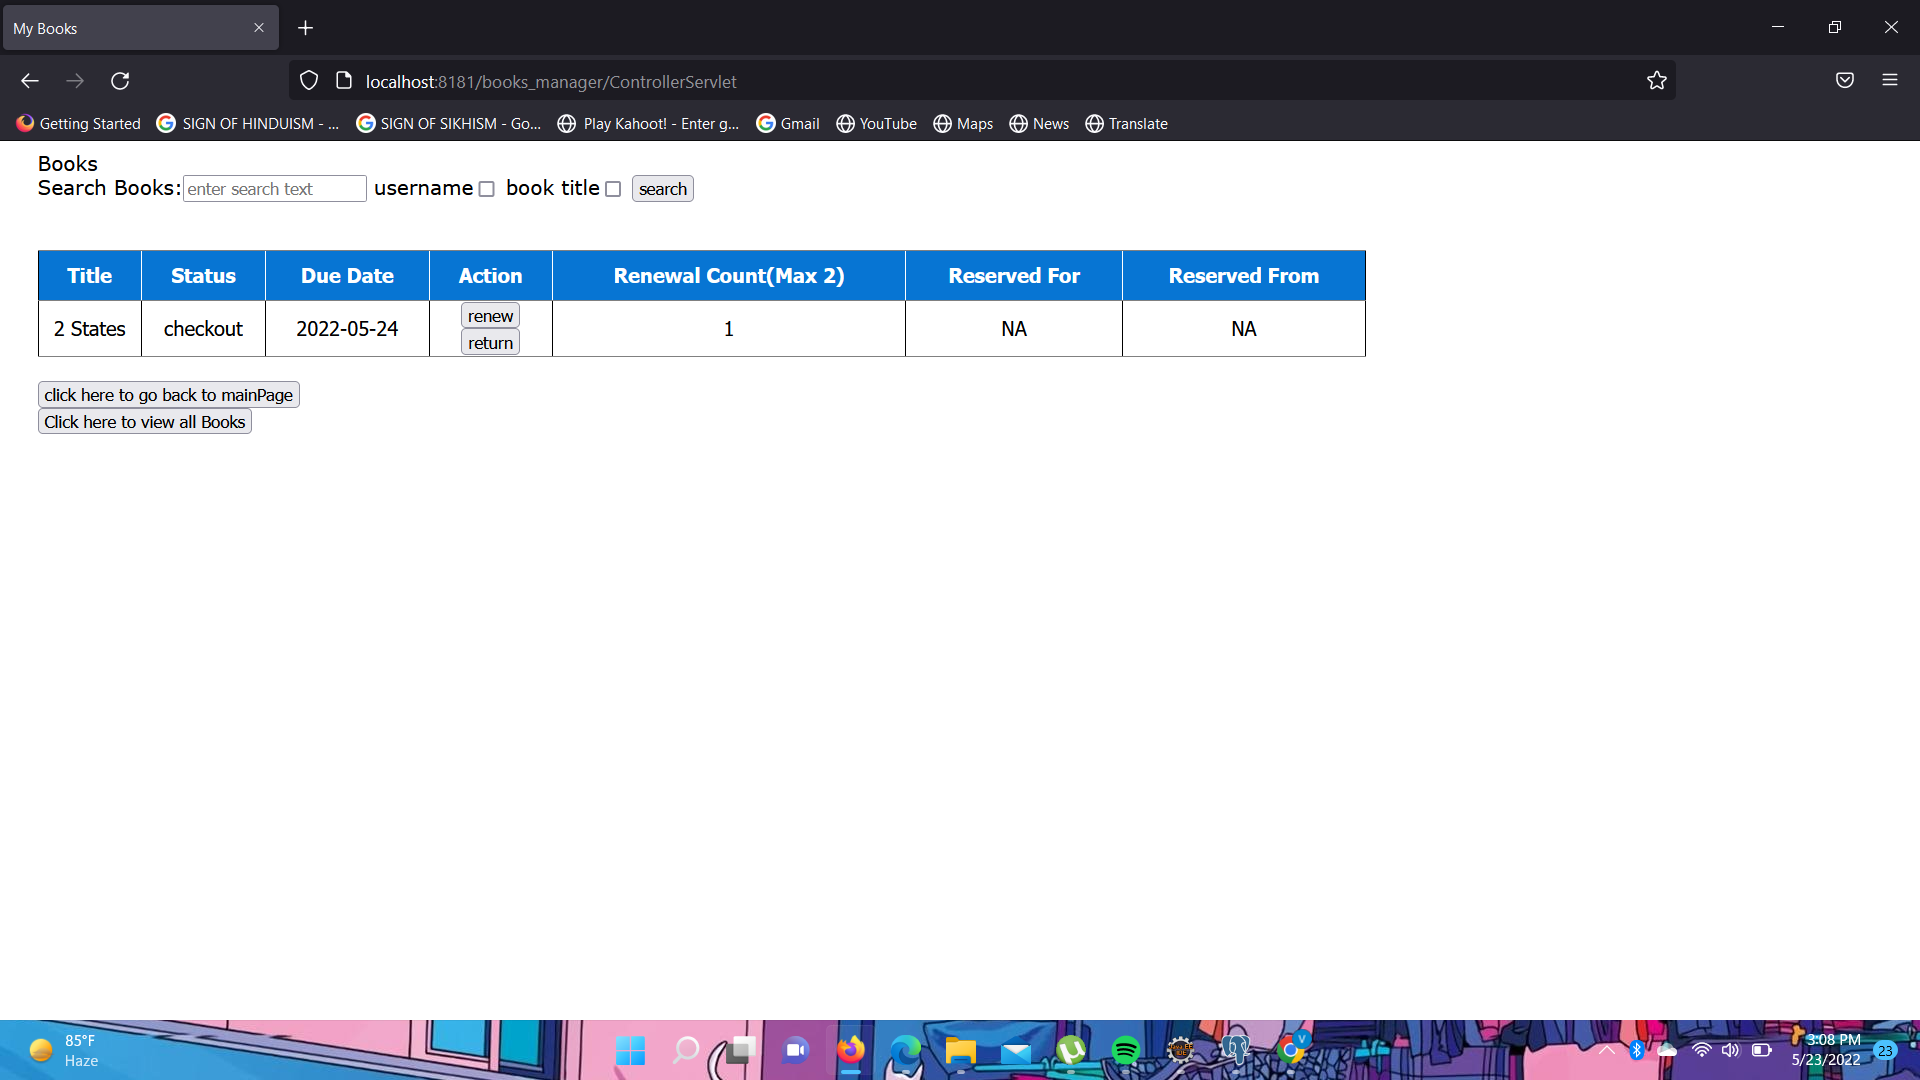 My Books
localhost:8181/books_manager/ControllerServlet
Getting Started SIGN OF HINDUISM - ... SIGN OF SIKHISM - Go... Play Kahoot! - Enter g... Gmail YouTube Maps News Translate
Books
Search Books: enter search text username book title search
Title Status Due Date Action Renewal Count(Max 2) Reserved For Reserved From
2 States checkout 2022-05-24 renew 1 NA NA
return
click here to go back to mainPage
Click here to view all Books
85°F
Haze
3:08 PM
5/23/2022
23